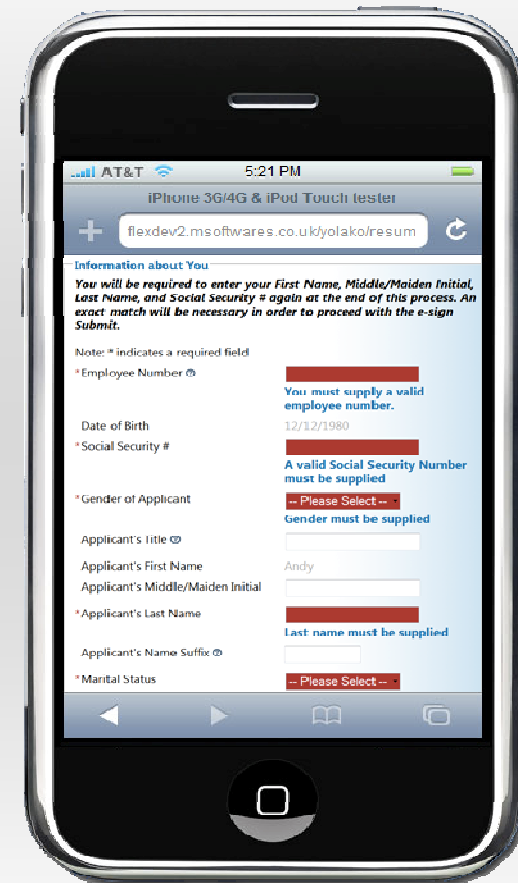 AT&T 5:21 PM
iPhone 3G/4G & iPod Touch tester
flexdev2.msoftwares.co.uk/yolako/resum
Information about You
You will be required to enter your First Name, Middle/Maiden Initial,
Last Name, and Social Security # again at the end of this process. An
exact match will be necessary in order to proceed with the e-sign
Submit.
Note: * indicates a required field
* Employee Number
You must supply a valid
employee number.
Date of Birth 12/12/1980
* Social Security #
A valid Social Security Number
must be supplied
* Gender of Applicant -- Please Select --
Gender must be supplied
Applicant's Title
Applicant's First Name Andy
Applicant's Middle/Maiden Initial
* Applicant's Last Name
Last name must be supplied
Applicant's Name Suffix
* Marital Status -- Please Select --